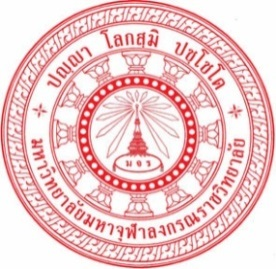 ปญฺญา โลกสฺมิ ปชฺโชโต
มจร
มหาวิทยาลัยมหาจุฬาลงกรณราชวิทยาลัย